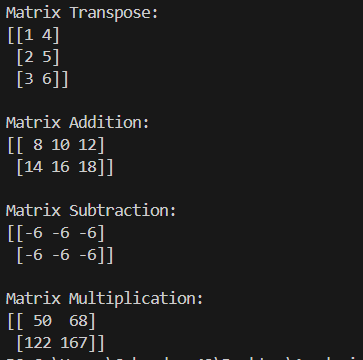 Matrix Transpose:
[[1 4]
 [2 5]
 [3 6]]

Matrix Addition:
[[ 8 10 12]
 [14 16 18]]

Matrix Subtraction:
[[-6 -6 -6]
 [-6 -6 -6]]

Matrix Multiplication:
[[ 50  68]
 [122 167]]